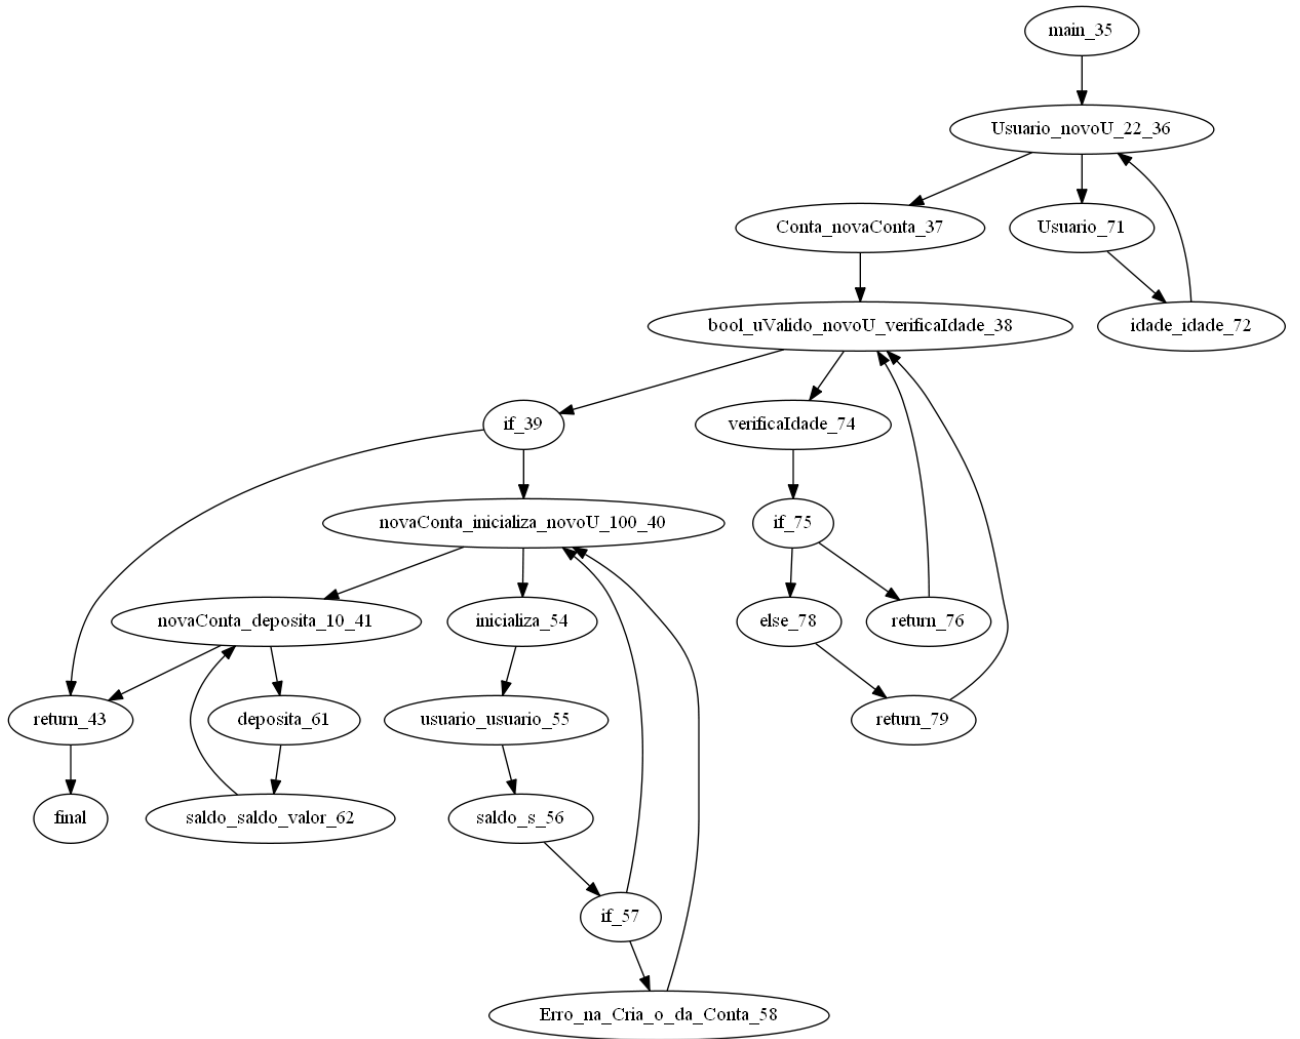 main_35
Usuario_novoU_22_36
Conta_novaConta_37
Usuario_71
bool_uValido_novoU_verificaIdade_38
idade_idade_72
if_39
verificaIdade_74
novaConta_inicializa_novoU_100_40
if_75
novaConta_deposita_10_41
inicializa_54
else_78
return_76
return_43
deposita_61
usuario_usuario_55
return_79
final
saldo_saldo_valor_62
saldo_s_56
if_57
Erro_na_Cria_o_da_Conta_58